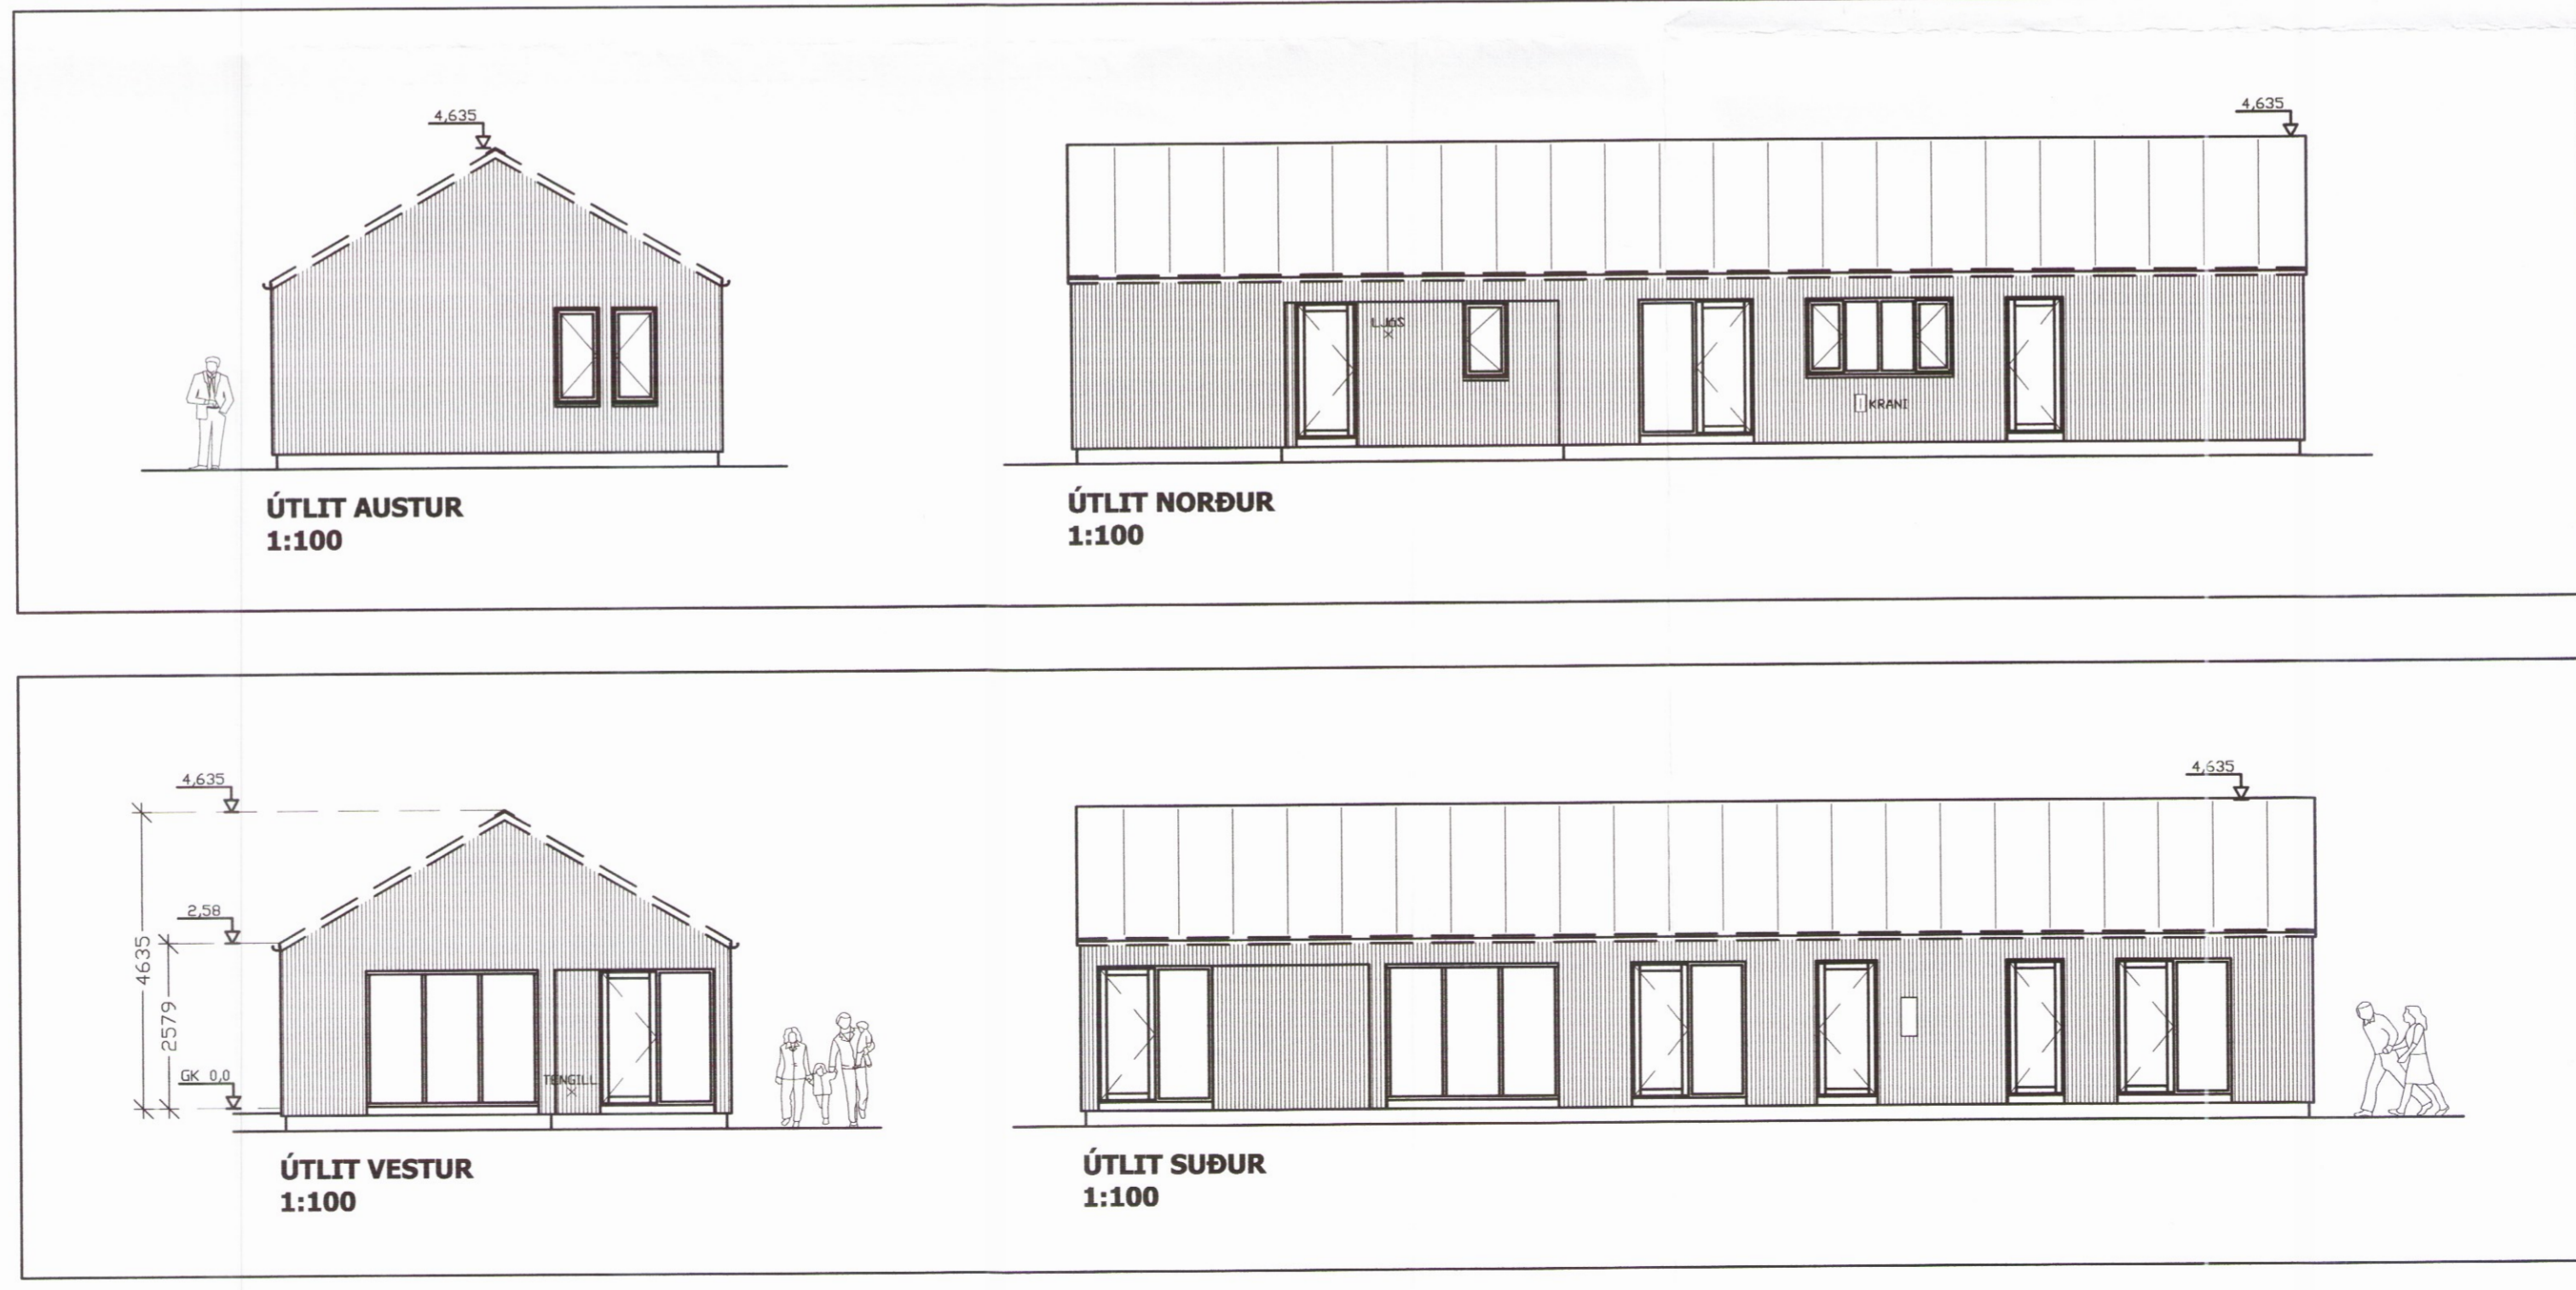 4,635
4,635
LJÓS
KRANI
ÚTLIT AUSTUR
1:100
ÚTLIT NORÐUR
1:100
4,635
4,635
2,58
4635
2579
GK 0,0
TENGILL
ÚTLIT VESTUR
1:100
ÚTLIT SUÐUR
1:100